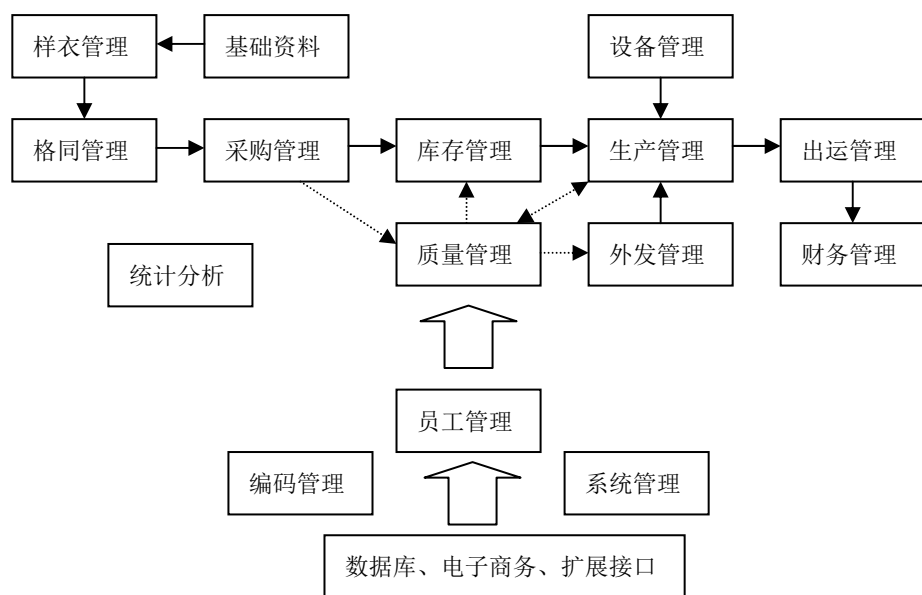 样衣管理
基础资料
设备管理
格同管理
采购管理
库存管理
生产管理
出运管理
质量管理
外发管理
财务管理
统计分析
员工管理
编码管理
系统管理
数据库、电子商务、扩展接口